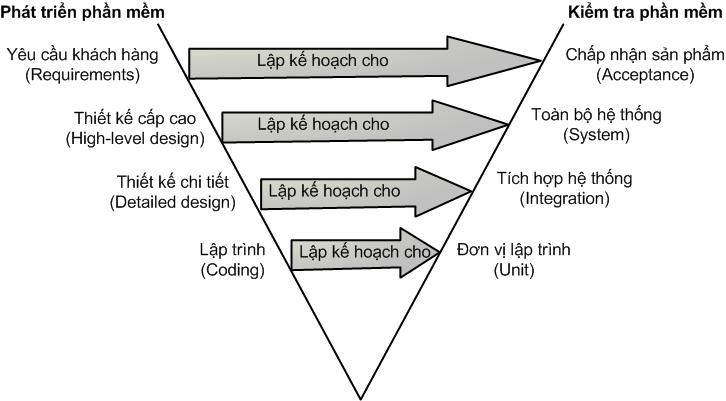 Phát triển phần mềm
Kiểm tra phần mềm
Yêu cầu khách hàng
(Requirements)
Lập kế hoạch cho
Chấp nhận sản phẩm
(Acceptance)
Thiết kế cấp cao
(High-level design)
Lập kế hoạch cho
Toàn bộ hệ thống
(System)
Thiết kế chi tiết
(Detailed design)
Lập kế hoạch cho
Tích hợp hệ thống
(Integration)
Lập trình
(Coding)
Lập kế hoạch cho
Đơn vị lập trình
(Unit)